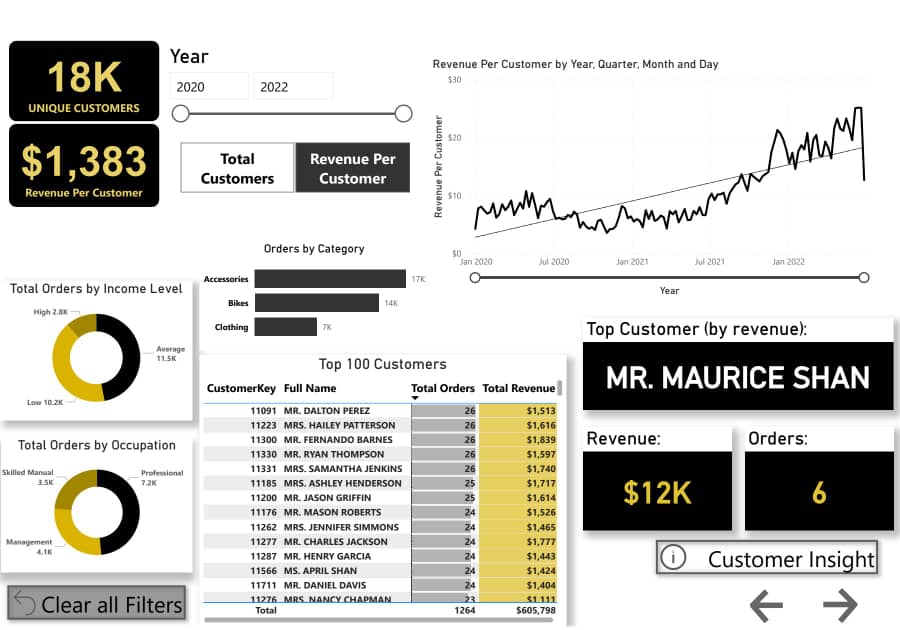 18K
UNIQUE CUSTOMERS
$1,383
Revenue Per Customer
Year
2020
2022
Total
Customers
Revenue Per
Customer
Revenue Per Customer by Year, Quarter, Month and Day
Revenue Per Customer
$30
$20
$10
$0
Jan 2020
Jul 2020
Jan 2021
Jul 2021
Jan 2022
Year
Orders by Category
Accessories
17K
Bikes
14K
Clothing
7K
Total Orders by Income Level
High 2.8K
Average
11.5K
Low 10.2K
Total Orders by Occupation
Skilled Manual
3.5K
Professional
7.2K
Management
4.1K
Clear all Filters
Top 100 Customers
CustomerKey Full Name Total Orders Total Revenue
11091 MR. DALTON PEREZ 26 $1,513
11223 MRS. HAILEY PATTERSON 26 $1,616
11300 MR. FERNANDO BARNES 26 $1,839
11330 MR. RYAN THOMPSON 26 $1,597
11331 MRS. SAMANTHA JENKINS 26 $1,740
11185 MRS. ASHLEY HENDERSON 25 $1,717
11200 MR. JASON GRIFFIN 25 $1,614
11176 MR. MASON ROBERTS 24 $1,526
11262 MRS. JENNIFER SIMMONS 24 $1,465
11277 MR. CHARLES JACKSON 24 $1,777
11287 MR. HENRY GARCIA 24 $1,443
11566 MS. APRIL SHAN 24 $1,424
11711 MR. DANIEL DAVIS 24 $1,404
11276 MRS. NANCY CHAPMAN 23 $1,111
Total 1264 $605,798
Top Customer (by revenue):
MR. MAURICE SHAN
Revenue:
$12K
Orders:
6
Customer Insight